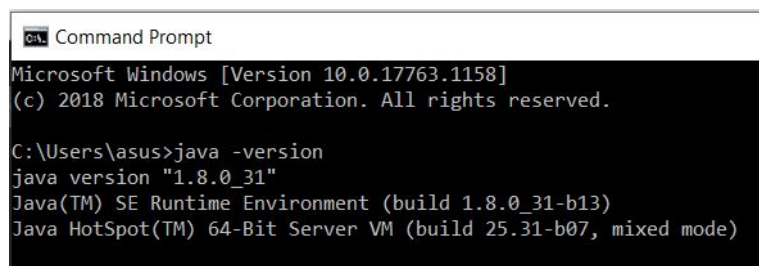 Command Prompt
Microsoft Windows [Version 10.0.17763.1158]
(c) 2018 Microsoft Corporation. All rights reserved.
C:\Users\asus>java -version
java version "1.8.0_31"
Java(TM) SE Runtime Environment (build 1.8.0_31-b13)
Java HotSpot(TM) 64-Bit Server VM (build 25.31-b07, mixed mode)